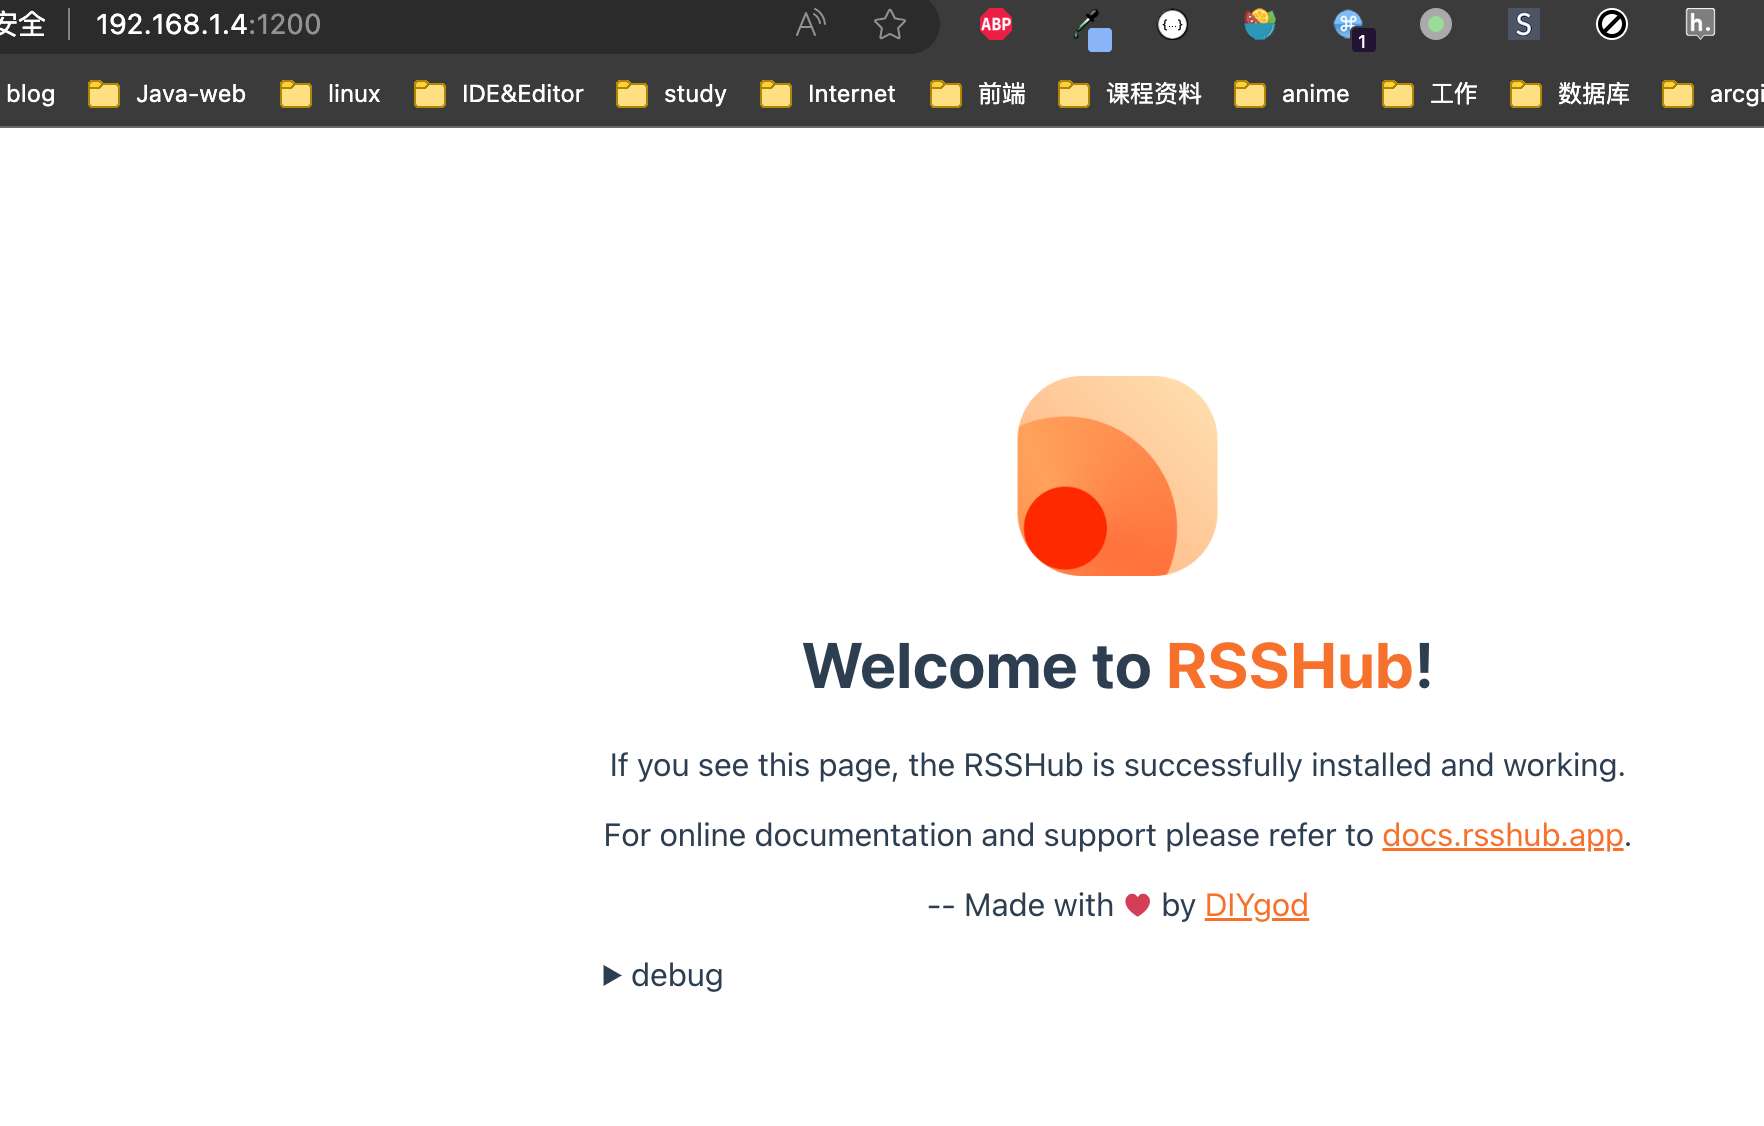 安全 192.168.1.4:1200 A ABP {...} 1 S h.
blog Java-web linux IDE&Editor study Internet 前端 课程资料 anime 工作 数据库 arcgi
Welcome to RSSHub!
If you see this page, the RSSHub is successfully installed and working.
For online documentation and support please refer to docs.rsshub.app.
-- Made with ❤️ by DIYgod
▶ debug